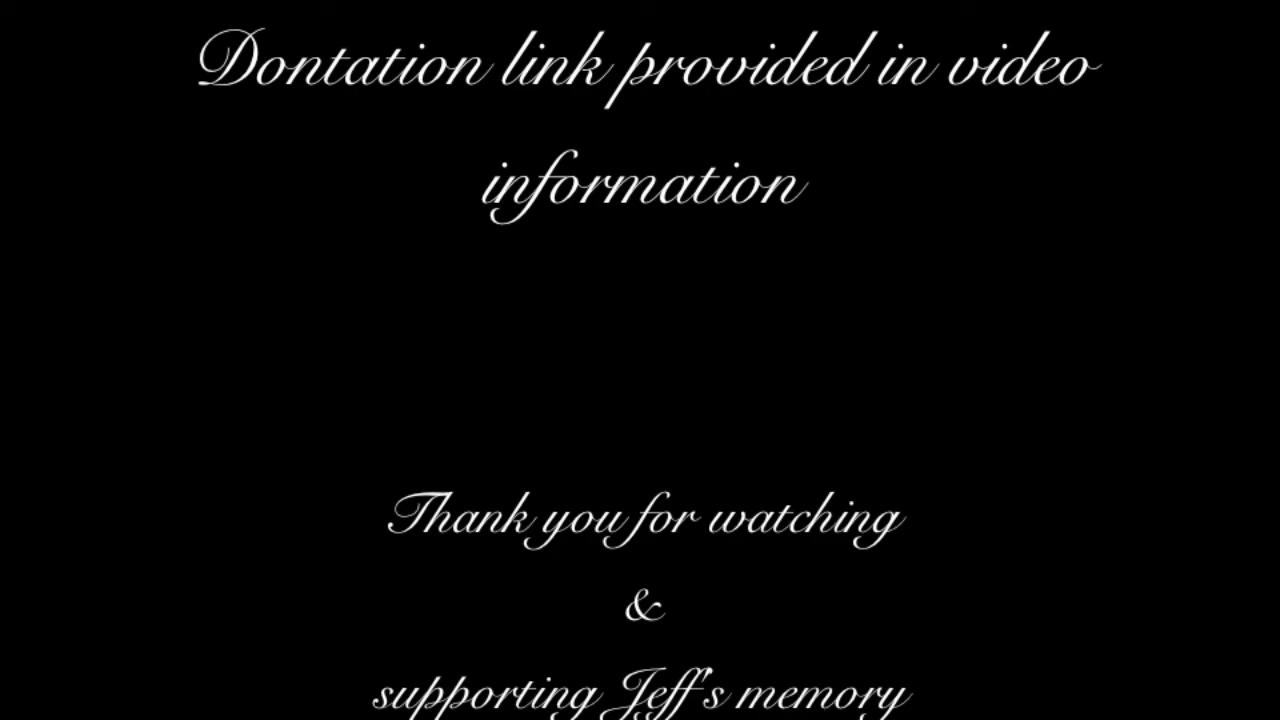 Dontation link provided in video
information
Thank you for watching
&
supporting Jeff's memory